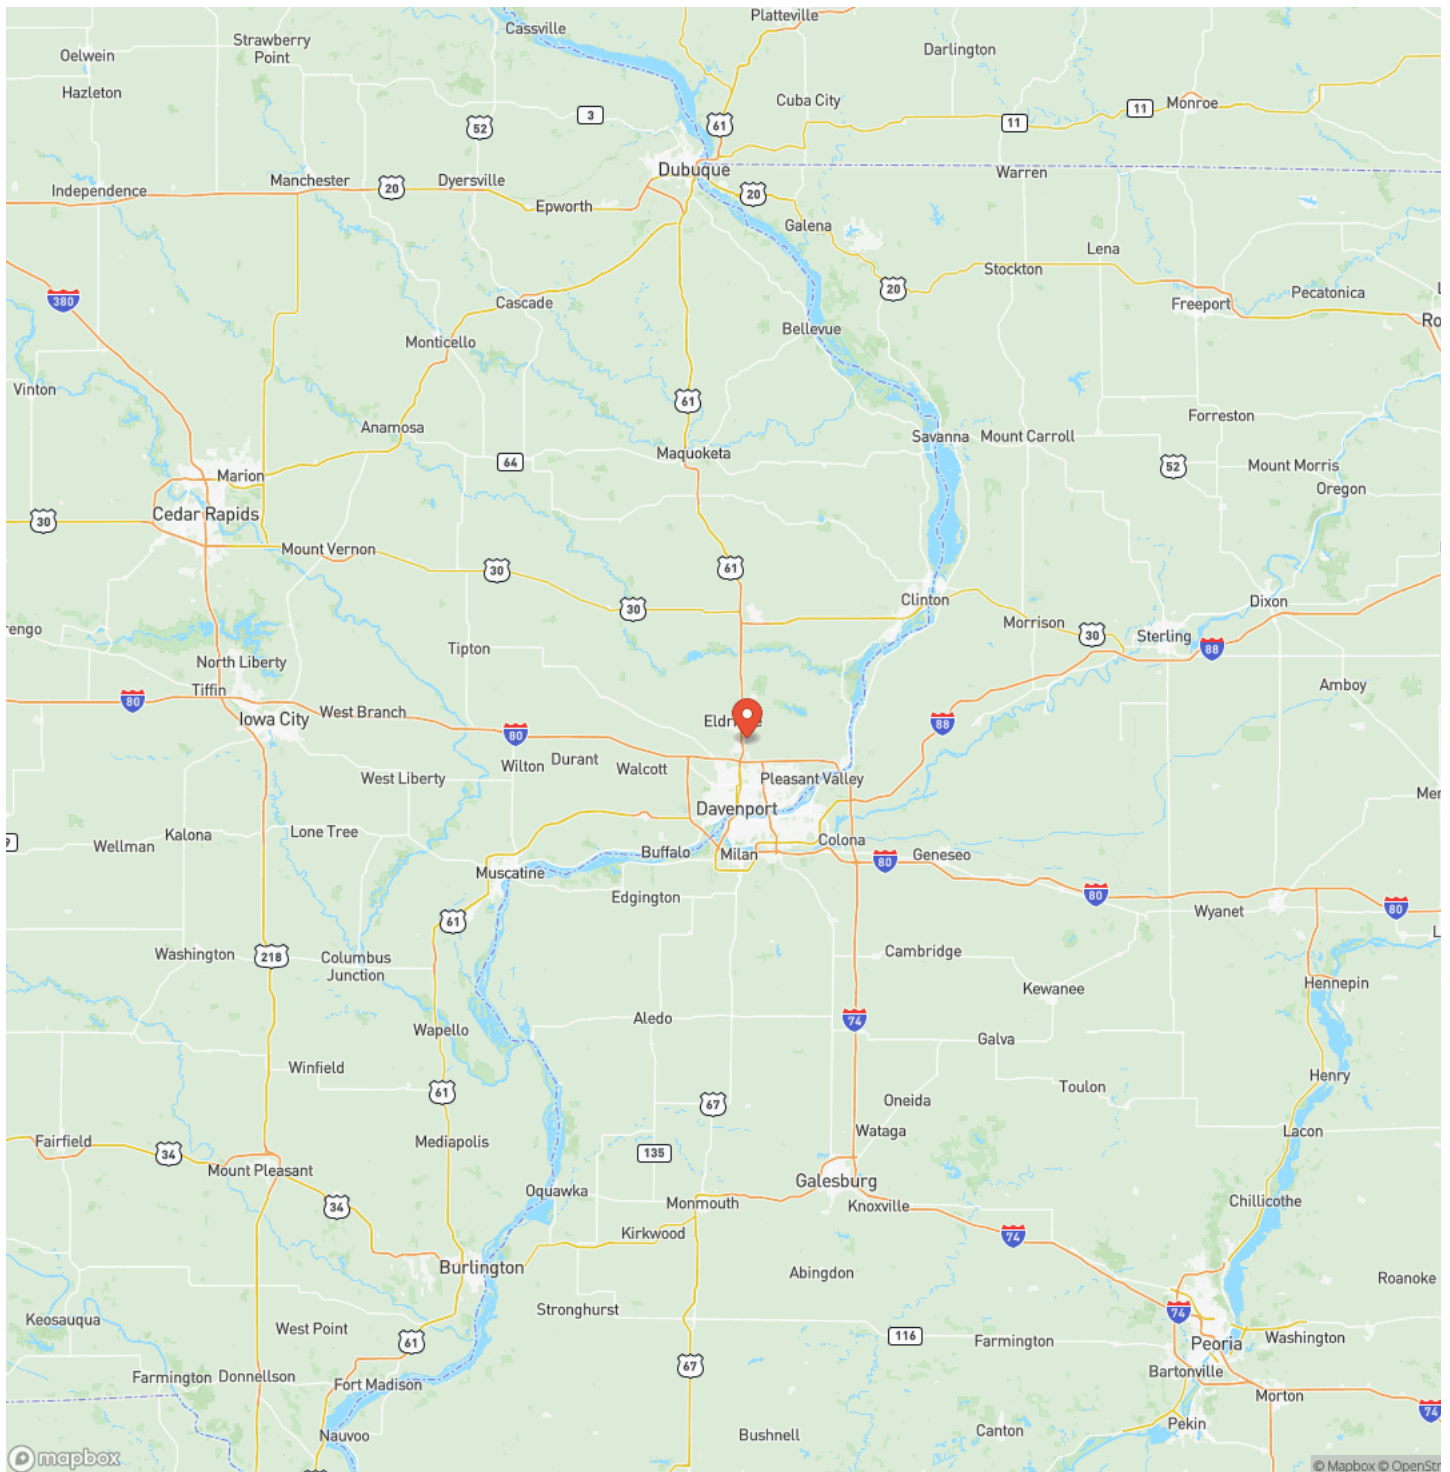 Platteville
Cassville
Strawberry
Point
Oelwein
Darlington
Hazleton
Cuba City
Monroe
11
11
3
61
52
Dubuque
Warren
Manchester
Dyersville
Independence
20
20
Epworth
Galena
Lena
Stockton
20
Pecatonica
380
Cascade
Freeport
Ro
Bellevue
Monticello
Vinton
61
Forreston
Anamosa
Savanna
Mount Carroll
Maquoketa
64
52
Mount Morris
Marion
Oregon
Cedar Rapids
30
Mount Vernon
61
30
Clinton
Dixon
30
Morrison
rengo
30
Sterling
Tipton
88
North Liberty
Tiffin
Amboy
80
West Branch
Iowa City
Eldr
e
88
80
Durant
Wilton
Walcott
West Liberty
Pleasant Valley
Mer
Davenport
Lone Tree
Kalona
9
Wellman
Colona
Buffalo
Milan
Geneseo
80
Muscatine
80
Edgington
80
Wyanet
61
L
Cambridge
Washington
218
Columbus
Junction
Hennepin
Kewanee
Aledo
74
Wapello
Galva
Winfield
Henry
Toulon
61
Oneida
67
Wataga
Lacon
Fairfield
Mediapolis
34
135
Mount Pleasant
Galesburg
Oquawka
Chillicothe
Monmouth
Knoxville
34
Kirkwood
74
Burlington
Abingdon
Roanoke
Stronghurst
74
Keosauqua
West Point
116
Farmington
Washington
61
Peoria
67
Bartonville
Farmington
Donnellson
Fort Madison
Morton
74
Pekin
Canton
Nauvoo
Bushnell
mapbox
© Mapbox © OpenStr